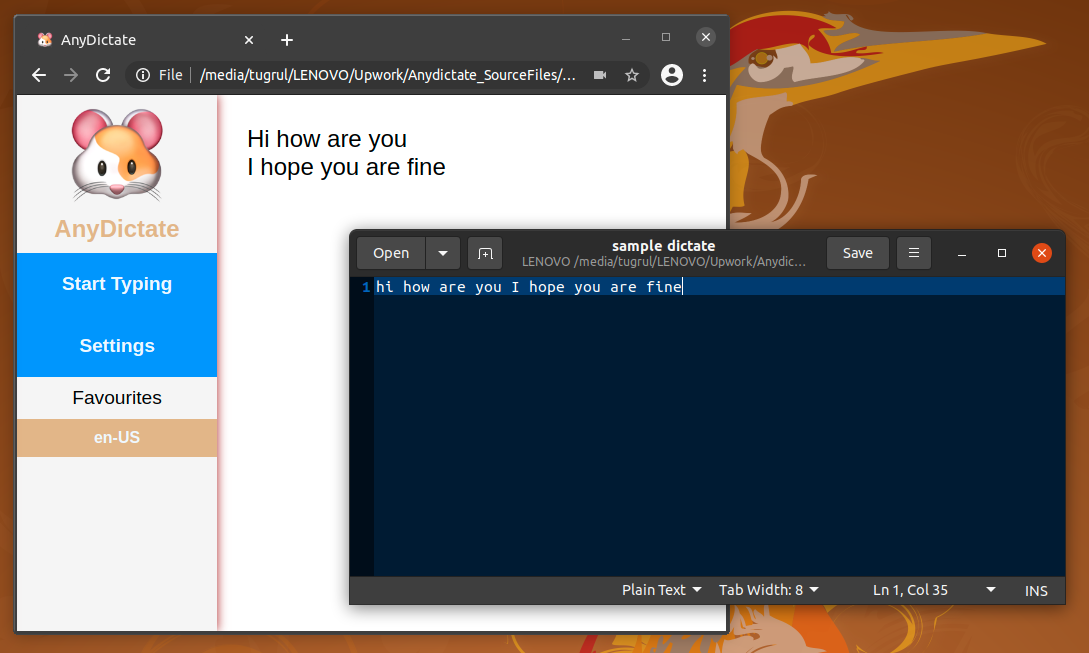 AnyDictate
File /media/tugrul/LENOVO/Upwork/Anydictate_SourceFiles/...
AnyDictate
Start Typing
Settings
Favourites
en-US
Hi how are you
I hope you are fine
Open
sample dictate
LENOVO /media/tugrul/LENOVO/Upwork/Anydic...
Save
1 hi how are you I hope you are fine
Plain Text Tab Width: 8 Ln 1, Col 35 INS